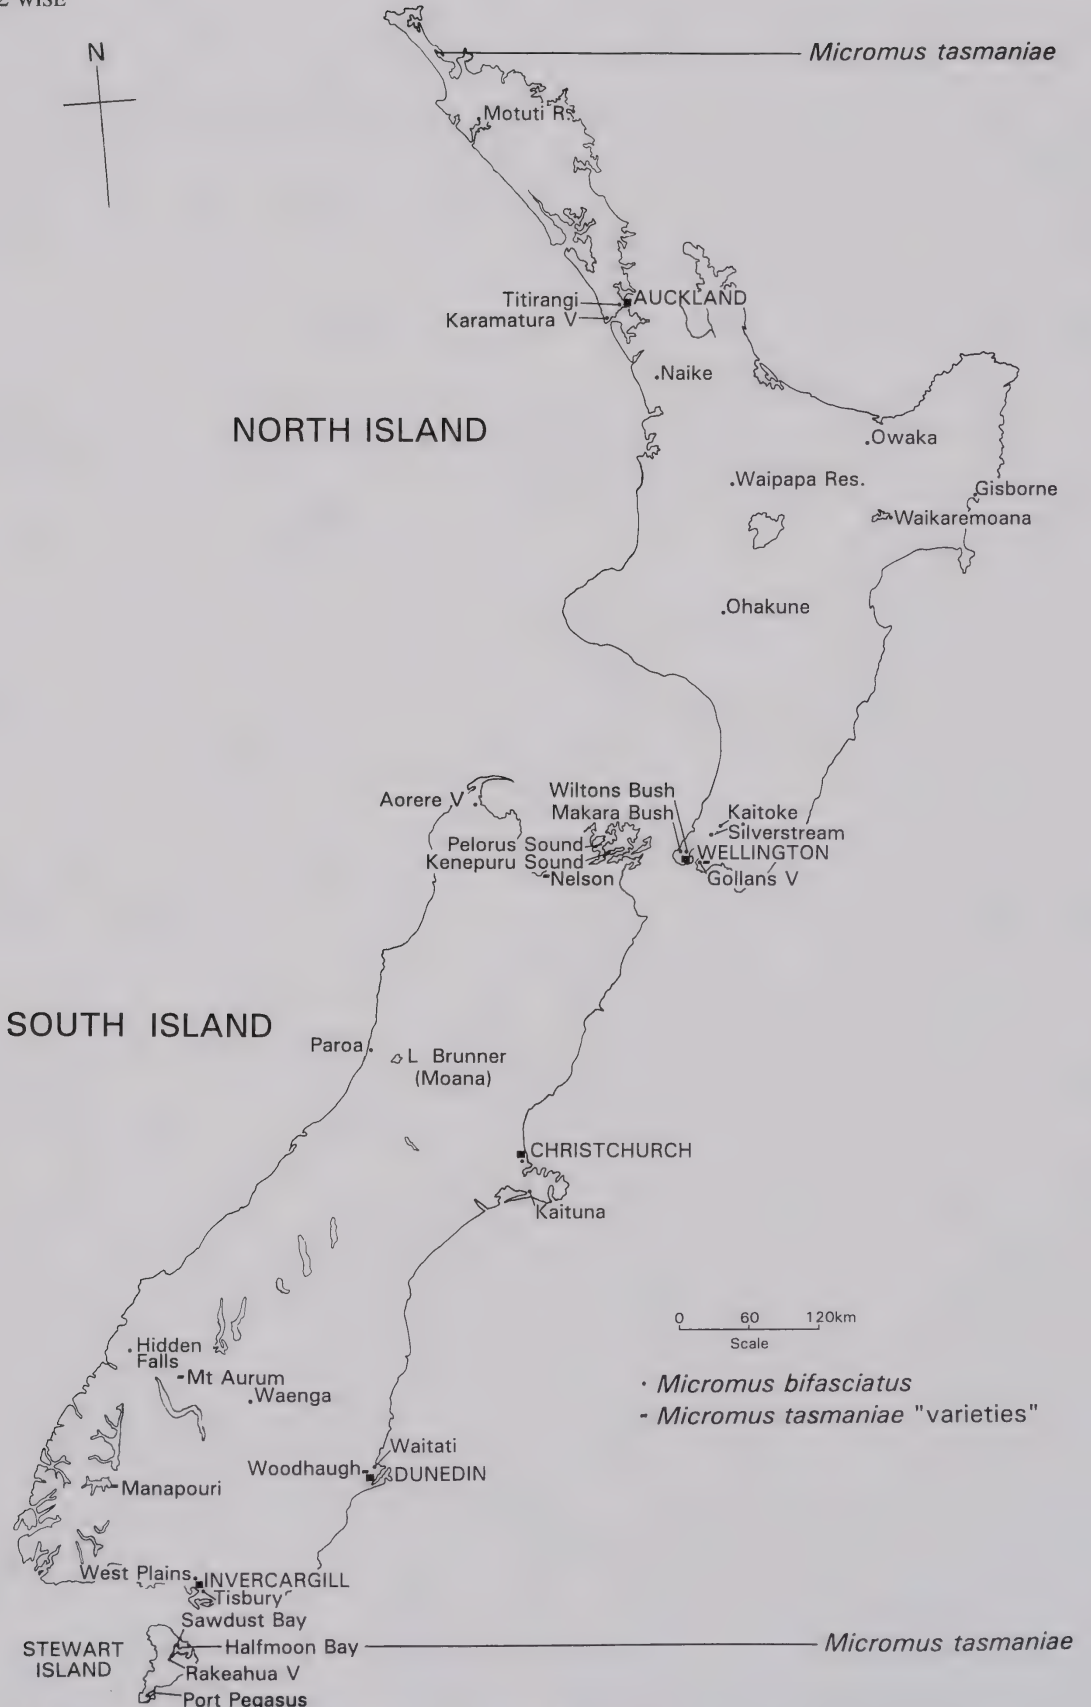 WISE
N
Micromus tasmaniae
Motuti R.
Titirangi
AUCKLAND
Karamatura V
Naike
NORTH ISLAND
Owaka
Waipapa Res.
Gisborne
Waikaremoana
Ohakune
Aorere V
Wiltons Bush
Makara Bush
Kaitoke
Silverstream
Pelorus Sound
WELLINGTON
Kenepuru Sound
Gollans V
Nelson
SOUTH ISLAND
Paroa
L Brunner
(Moana)
CHRISTCHURCH
Kaituna
0 60 120km
Scale
Hidden
Falls
Mt Aurum
Waenga
· Micromus bifasciatus
- Micromus tasmaniae "varieties"
Waitati
Woodhaugh
DUNEDIN
Manapouri
West Plains
INVERCARGILL
Tisbury
Sawdust Bay
STEWART
ISLAND
Halfmoon Bay
Micromus tasmaniae
Rakeahua V
Port Pegasus